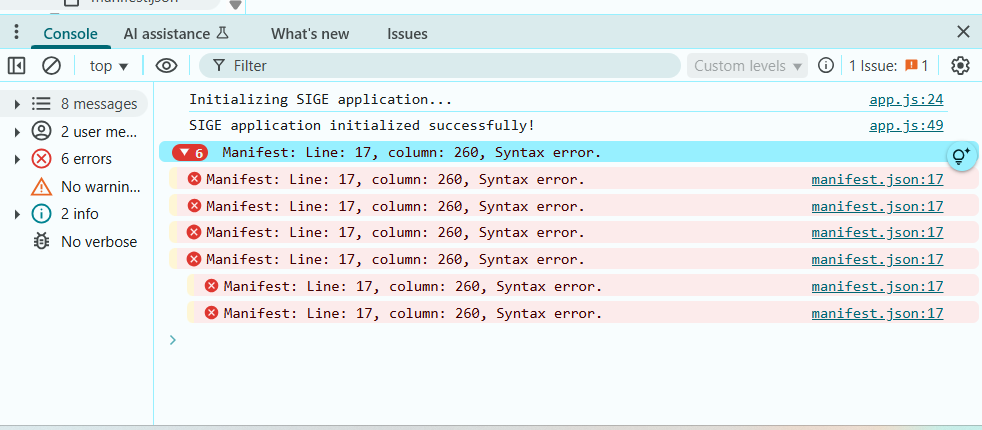 manifest.json
Console AI assistance What's new Issues
top Filter Custom levels 1 Issue: 1
8 messages
2 user me...
6 errors
No warnin...
2 info
No verbose
Initializing SIGE application... app.js:24
SIGE application initialized successfully! app.js:49
6 Manifest: Line: 17, column: 260, Syntax error.
Manifest: Line: 17, column: 260, Syntax error. manifest.json:17
Manifest: Line: 17, column: 260, Syntax error. manifest.json:17
Manifest: Line: 17, column: 260, Syntax error. manifest.json:17
Manifest: Line: 17, column: 260, Syntax error. manifest.json:17
Manifest: Line: 17, column: 260, Syntax error. manifest.json:17
Manifest: Line: 17, column: 260, Syntax error. manifest.json:17